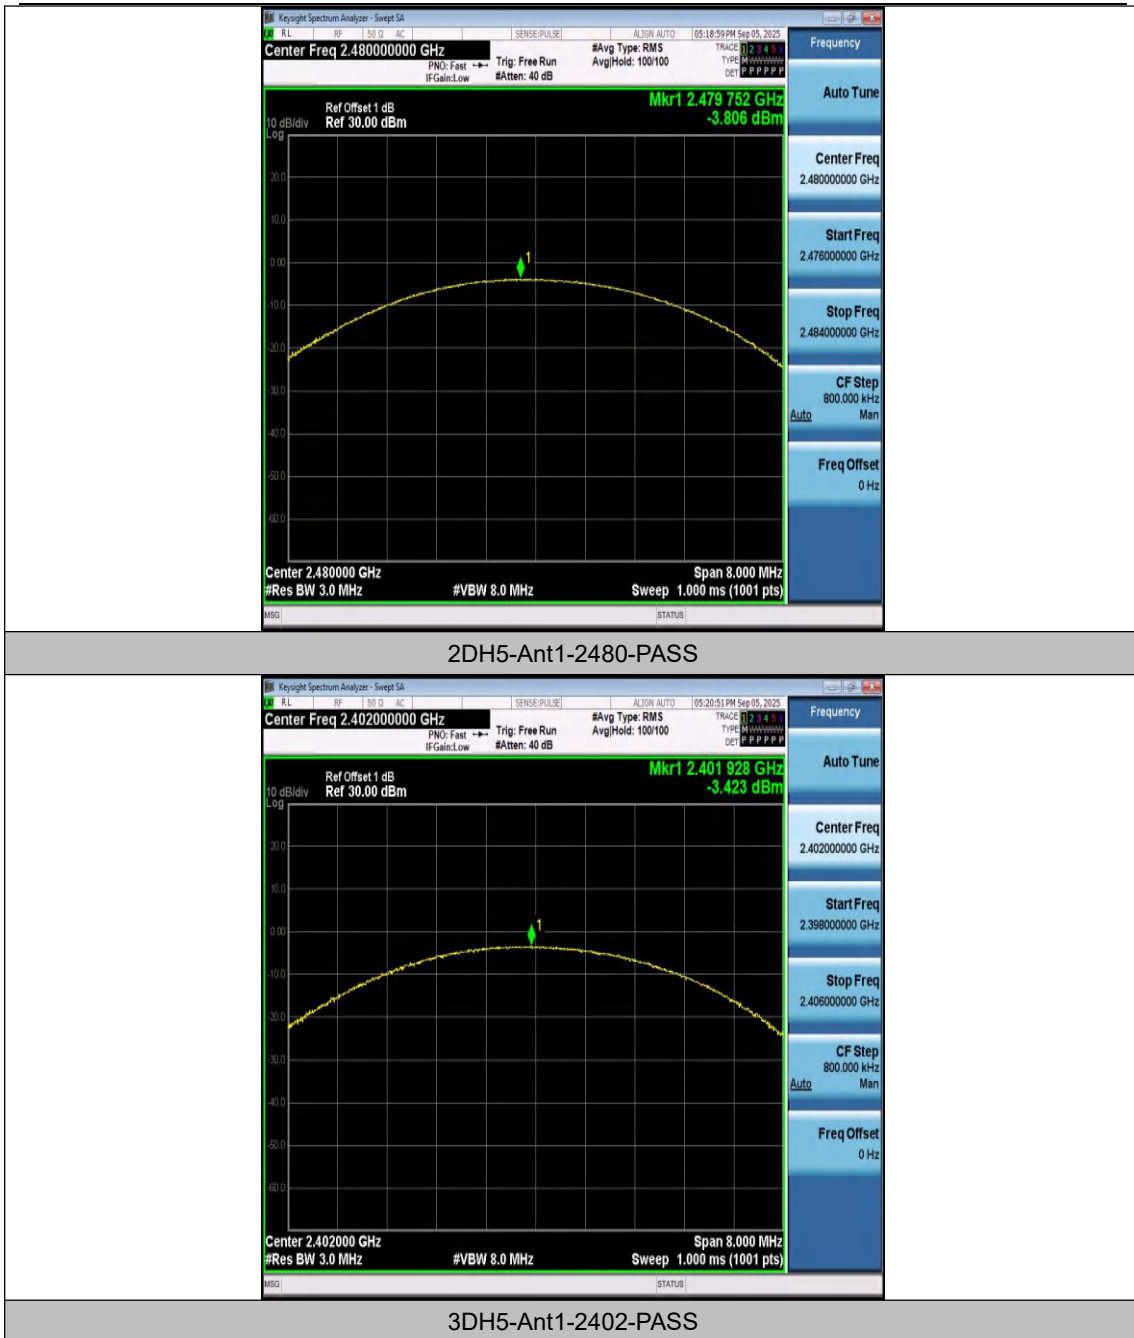 Keysight Spectrum Analyzer - Swept SA
RL RF 50 Ω AC SENSE:PULSE ALIGN AUTO 05:18:59 PM Sep 05, 2025
Center Freq 2.480000000 GHz #Avg Type: RMS TRACE 1 2 3 4 5 6
PNO: Fast Trig: Free Run Avg|Hold: 100/100 TYPE M WWWWW
IFGain:Low #Atten: 40 dB DET P P P P P P
Mkr1 2.479 752 GHz
Ref Offset 1 dB
10 dB/div Ref 30.00 dBm -3.806 dBm
Log
20.0
10.0
0.00
-10.0
-20.0
-30.0
-40.0
-50.0
-60.0
1
Center 2.480000 GHz Span 8.000 MHz
#Res BW 3.0 MHz #VBW 8.0 MHz Sweep 1.000 ms (1001 pts)
MSG STATUS
Frequency
Auto Tune
Center Freq
2.480000000 GHz
Start Freq
2.476000000 GHz
Stop Freq
2.484000000 GHz
CF Step
800.000 kHz
Auto Man
Freq Offset
0 Hz
2DH5-Ant1-2480-PASS
Keysight Spectrum Analyzer - Swept SA
RL RF 50 Ω AC SENSE:PULSE ALIGN AUTO 05:20:51 PM Sep 05, 2025
Center Freq 2.402000000 GHz #Avg Type: RMS TRACE 1 2 3 4 5 6
PNO: Fast Trig: Free Run Avg|Hold: 100/100 TYPE M WWWWW
IFGain:Low #Atten: 40 dB DET P P P P P P
Mkr1 2.401 928 GHz
Ref Offset 1 dB
10 dB/div Ref 30.00 dBm -3.423 dBm
Log
20.0
10.0
0.00
-10.0
-20.0
-30.0
-40.0
-50.0
-60.0
1
Center 2.402000 GHz Span 8.000 MHz
#Res BW 3.0 MHz #VBW 8.0 MHz Sweep 1.000 ms (1001 pts)
MSG STATUS
Frequency
Auto Tune
Center Freq
2.402000000 GHz
Start Freq
2.398000000 GHz
Stop Freq
2.406000000 GHz
CF Step
800.000 kHz
Auto Man
Freq Offset
0 Hz
3DH5-Ant1-2402-PASS